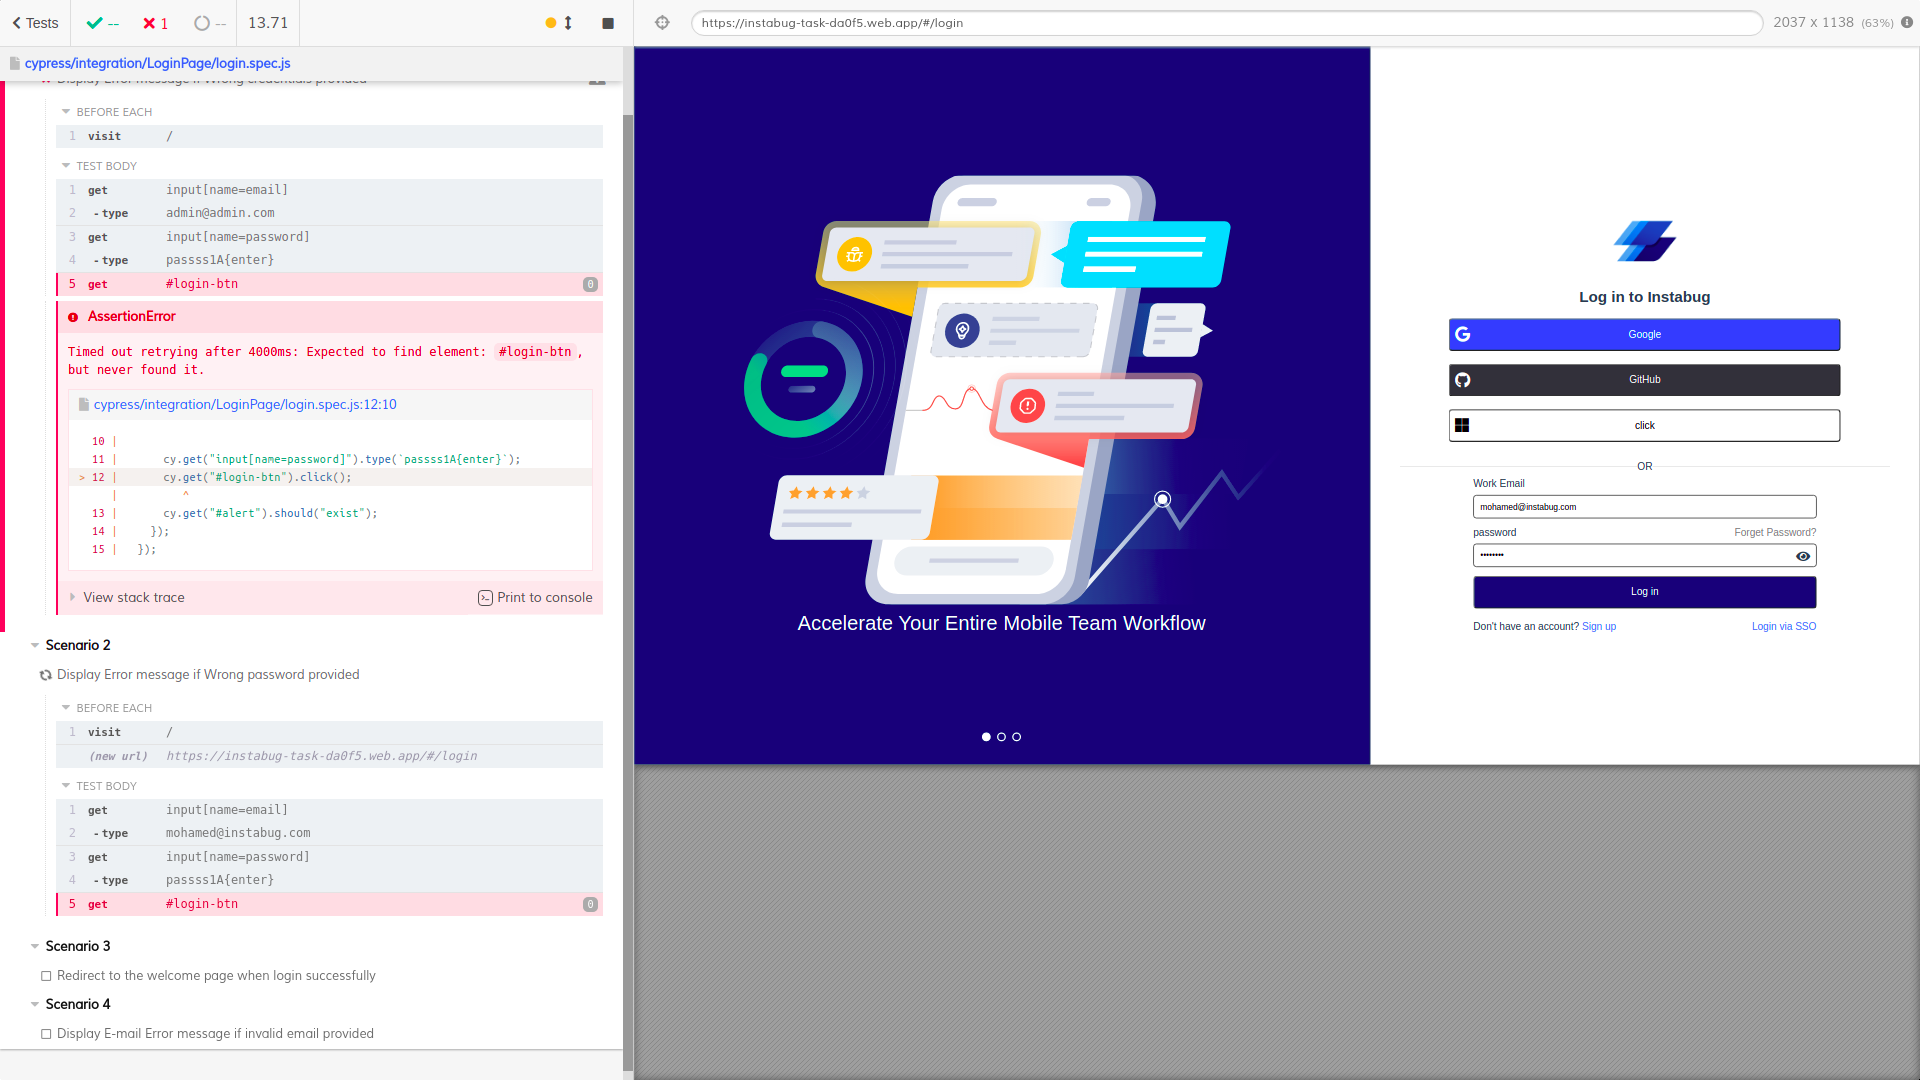 Tests
--
1
--
13.71
https://instabug-task-da0f5.web.app/#/login
2037 x 1138 (63%)
cypress/integration/LoginPage/login.spec.js
Display Error message if Wrong credentials provided
BEFORE EACH
1 visit /
TEST BODY
1 get input[name=email]
2 -type admin@admin.com
3 get input[name=password]
4 -type passss1A{enter}
5 get #login-btn 0
AssertionError
Timed out retrying after 4000ms: Expected to find element: #login-btn,
but never found it.
cypress/integration/LoginPage/login.spec.js:12:10
10 |
11 | cy.get("input[name=password]").type(`passss1A{enter}`);
> 12 | cy.get("#login-btn").click();
| ^
13 | cy.get("#alert").should("exist");
14 | });
15 | });
View stack trace
Print to console
Scenario 2
Display Error message if Wrong password provided
BEFORE EACH
1 visit /
(new url) https://instabug-task-da0f5.web.app/#/login
TEST BODY
1 get input[name=email]
2 -type mohamed@instabug.com
3 get input[name=password]
4 -type passss1A{enter}
5 get #login-btn 0
Scenario 3
Redirect to the welcome page when login successfully
Scenario 4
Display E-mail Error message if invalid email provided
Accelerate Your Entire Mobile Team Workflow
Log in to Instabug
Google
GitHub
click
OR
Work Email
mohamed@instabug.com
password Forget Password?
••••••••
Log in
Don't have an account? Sign up Login via SSO